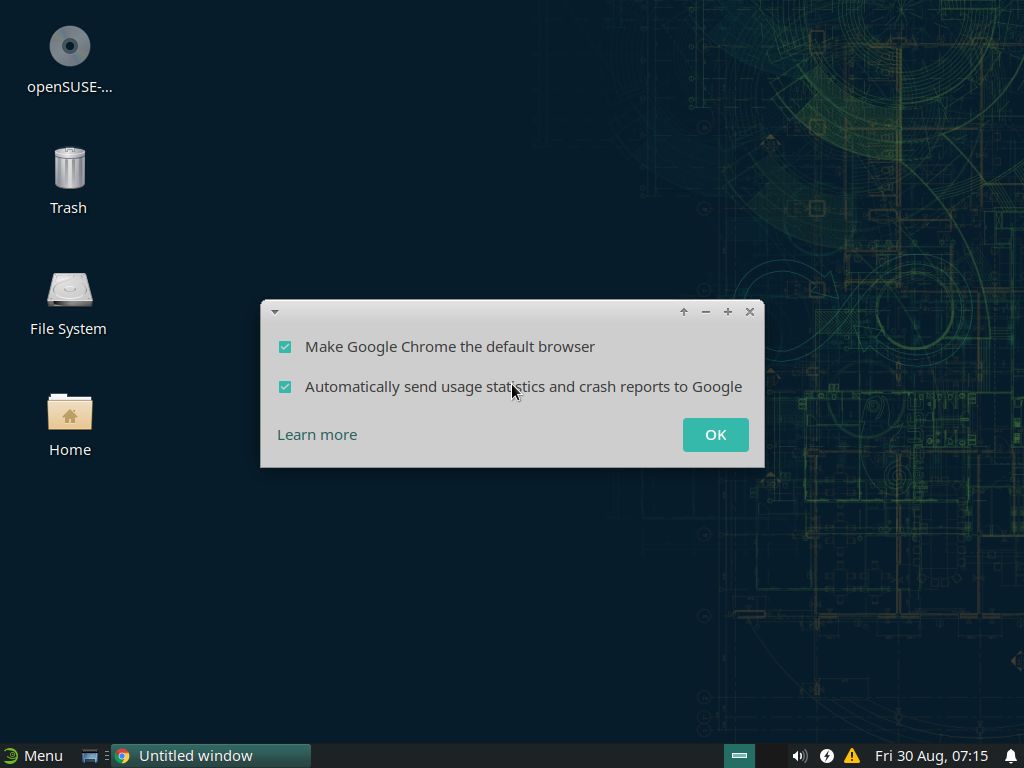 openSUSE-...
Trash
File System
Home
Make Google Chrome the default browser
Automatically send usage statistics and crash reports to Google
Learn more
OK
Menu
Untitled window
Fri 30 Aug, 07:15